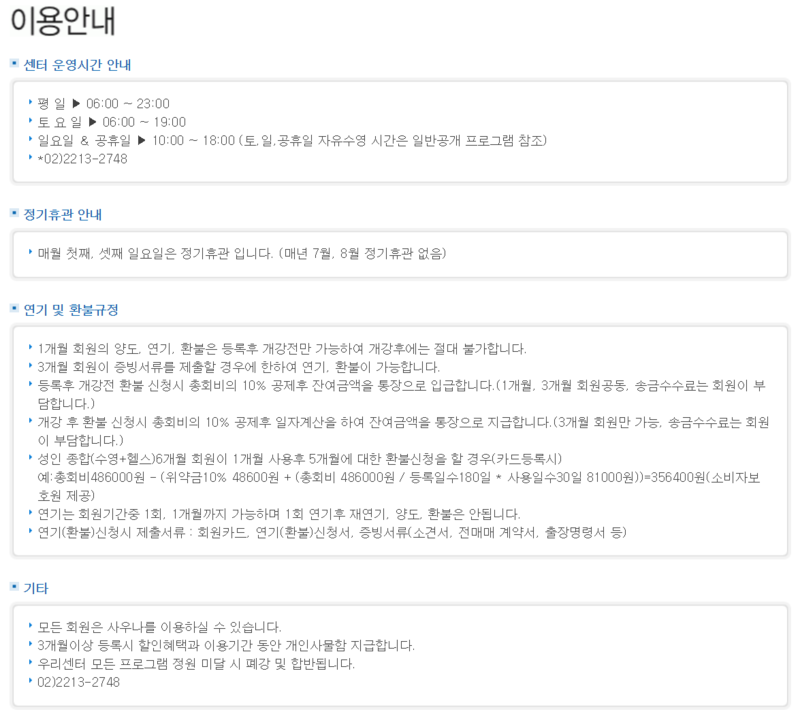 이용안내
센터 운영시간 안내
평 일 ▶ 06:00 ~ 23:00
토 요 일 ▶ 06:00 ~ 19:00
일요일 & 공휴일 ▶ 10:00 ~ 18:00 (토,일,공휴일 자유수영 시간은 일반공개 프로그램 참조)
*02)2213-2748
정기휴관 안내
매월 첫째, 셋째 일요일은 정기휴관 입니다. (매년 7월, 8월 정기휴관 없음)
연기 및 환불규정
1개월 회원의 양도, 연기, 환불은 등록후 개강전만 가능하며 개강후에는 절대 불가합니다.
3개월 회원이 증빙서류를 제출할 경우에 한하여 연기, 환불이 가능합니다.
등록후 개강전 환불 신청시 총회비의 10% 공제후 잔여금액을 통장으로 입급합니다.(1개월, 3개월 회원공동, 송금수수료는 회원이 부
담합니다.)
개강 후 환불 신청시 총회비의 10% 공제후 일자계산을 하여 잔여금액을 통장으로 지급합니다.(3개월 회원만 가능, 송금수수료는 회원
이 부담합니다.)
성인 종합(수영+헬스)6개월 회원이 1개월 사용후 5개월에 대한 환불신청을 할 경우(카드등록시)
예:총회비486000원 - (위약금10% 48600원 + (총회비 486000원 / 등록일수180일 * 사용일수30일 81000원))=356400원(소비자보
호원 제공)
연기는 회원기간중 1회, 1개월까지 가능하며 1회 연기후 재연기, 양도, 환불은 안됩니다.
연기(환불)신청시 제출서류 : 회원카드, 연기(환불)신청서, 증빙서류(소견서, 전매매 계약서, 출장명령서 등)
기타
모든 회원은 사우나를 이용하실 수 있습니다.
3개월이상 등록시 할인혜택과 이용기간 동안 개인사물함 지급합니다.
우리센터 모든 프로그램 정원 미달 시 폐강 및 합반됩니다.
02)2213-2748